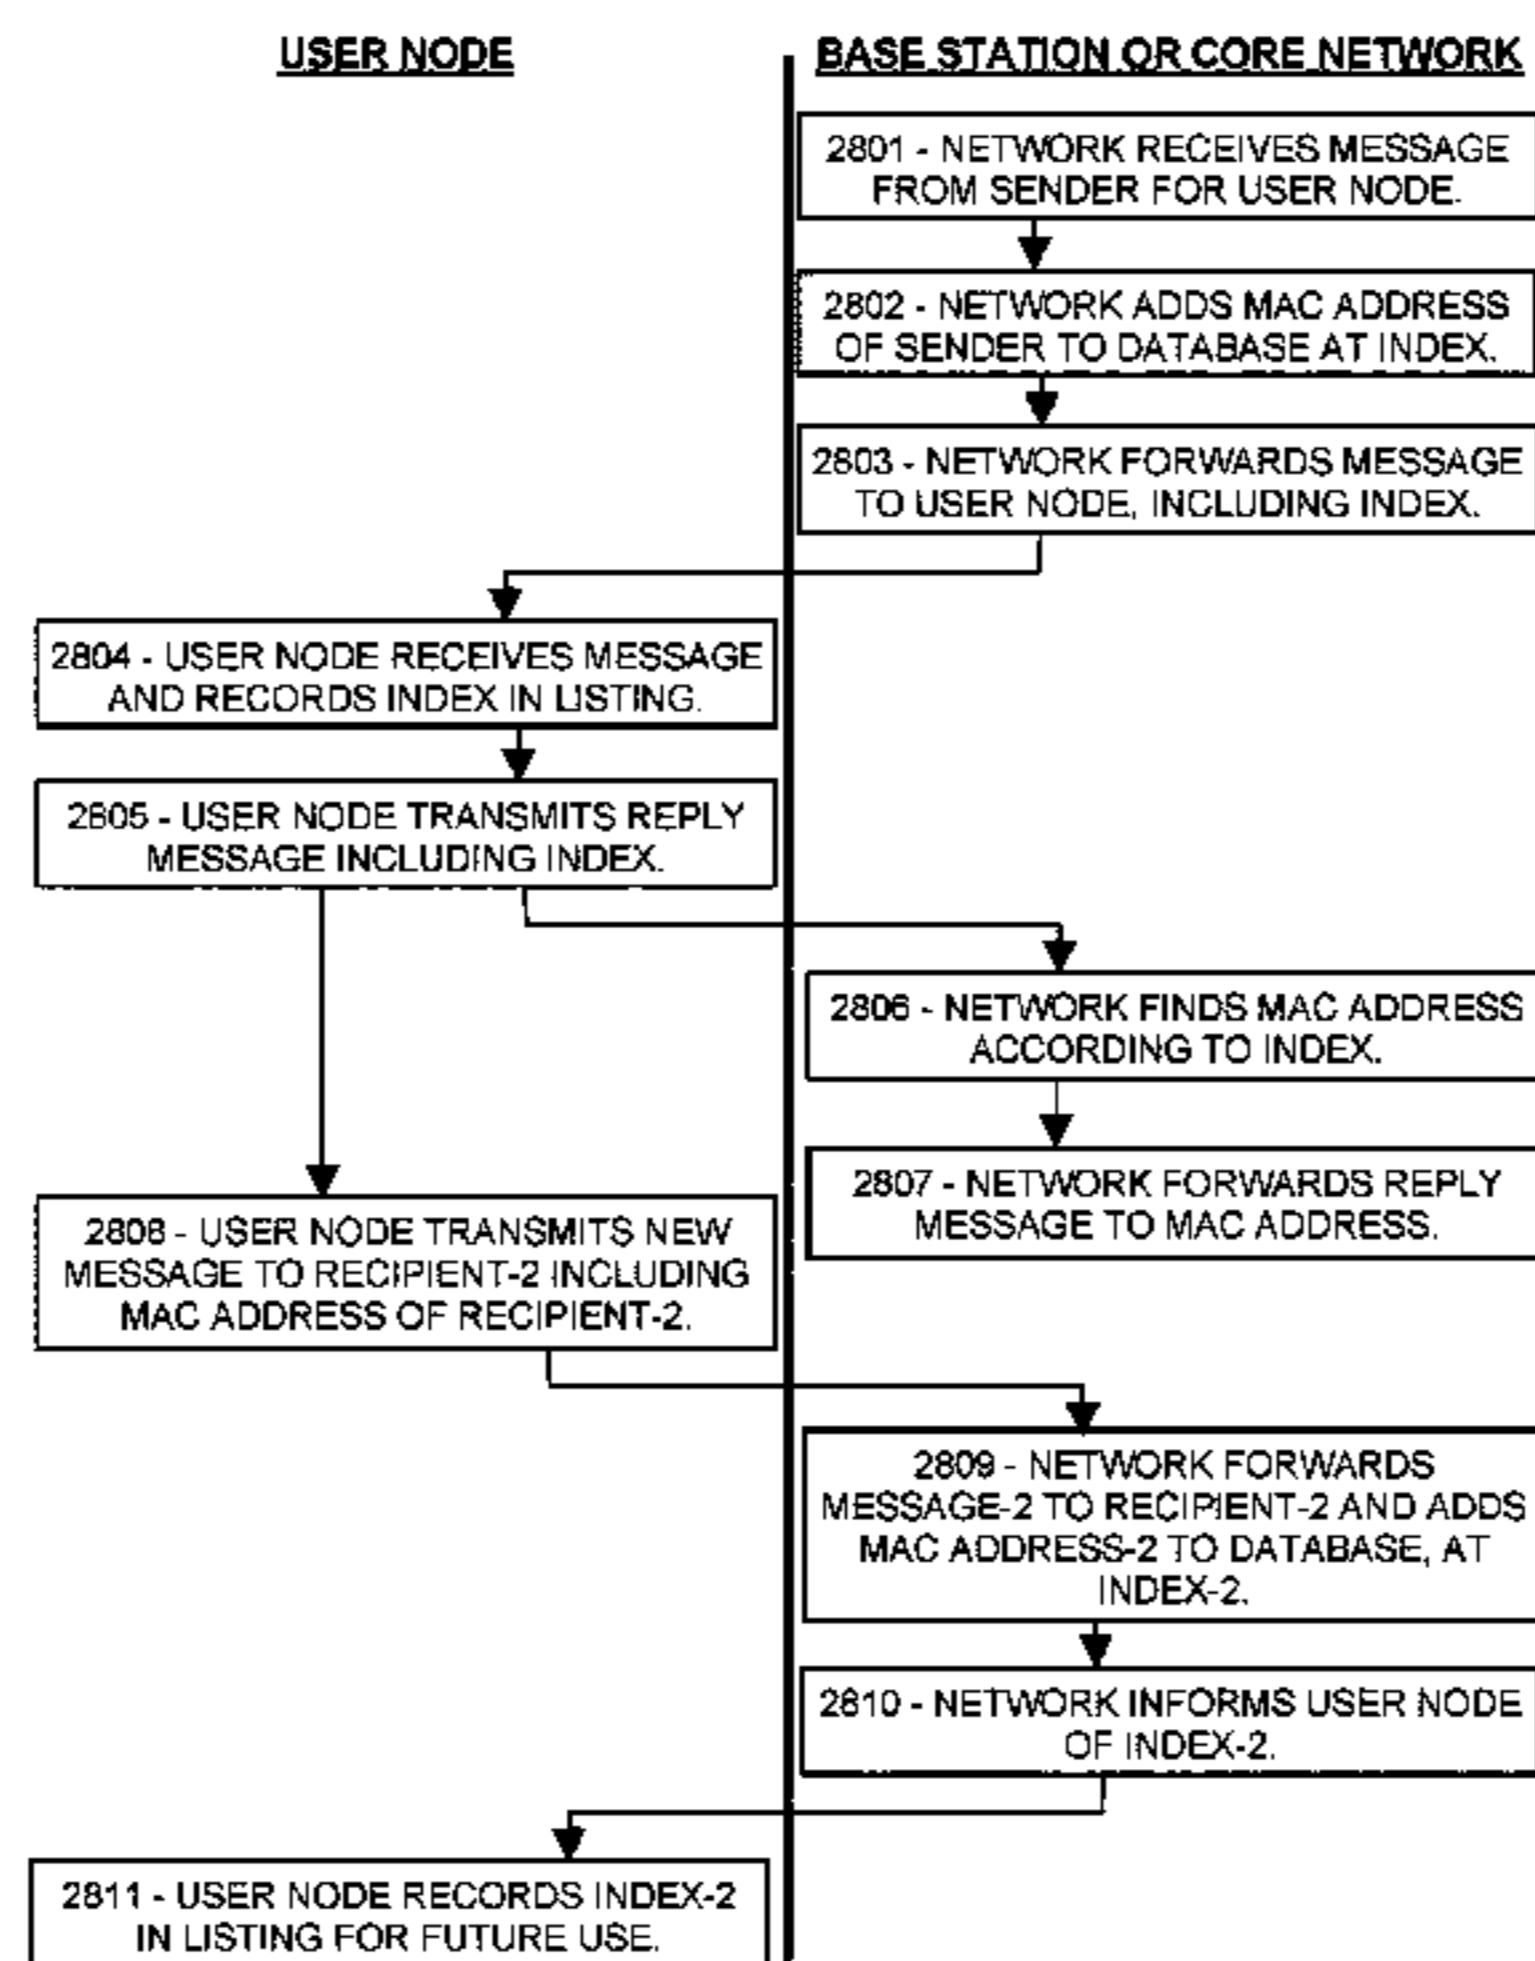 USER NODE
BASE STATION OR CORE NETWORK
2801 - NETWORK RECEIVES MESSAGE
FROM SENDER FOR USER NODE.
2802 - NETWORK ADDS MAC ADDRESS
OF SENDER TO DATABASE AT INDEX.
2803 - NETWORK FORWARDS MESSAGE
TO USER NODE, INCLUDING INDEX.
2804 - USER NODE RECEIVES MESSAGE
AND RECORDS INDEX IN LISTING.
2805 - USER NODE TRANSMITS REPLY
MESSAGE INCLUDING INDEX.
2806 - NETWORK FINDS MAC ADDRESS
ACCORDING TO INDEX.
2807 - NETWORK FORWARDS REPLY
MESSAGE TO MAC ADDRESS.
2808 - USER NODE TRANSMITS NEW
MESSAGE TO RECIPIENT-2 INCLUDING
MAC ADDRESS OF RECIPIENT-2.
2809 - NETWORK FORWARDS
MESSAGE-2 TO RECIPIENT-2 AND ADDS
MAC ADDRESS-2 TO DATABASE, AT
INDEX-2.
2810 - NETWORK INFORMS USER NODE
OF INDEX-2.
2811 - USER NODE RECORDS INDEX-2
IN LISTING FOR FUTURE USE.